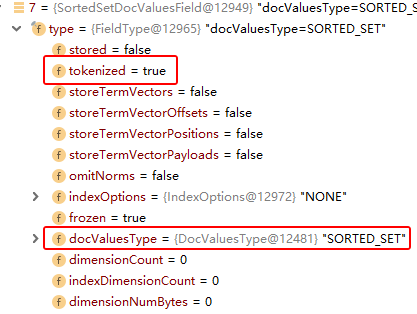 7 = {SortedSetDocValuesField@12949} "docValuesType=SORTED_S
type = {FieldType@12965} "docValuesType=SORTED_SET"
f stored = false
f tokenized = true
f storeTermVectors = false
f storeTermVectorOffsets = false
f storeTermVectorPositions = false
f storeTermVectorPayloads = false
f omitNorms = false
f indexOptions = {IndexOptions@12972} "NONE"
f frozen = true
f docValuesType = {DocValuesType@12481} "SORTED_SET"
f dimensionCount = 0
f indexDimensionCount = 0
f dimensionNumBytes = 0